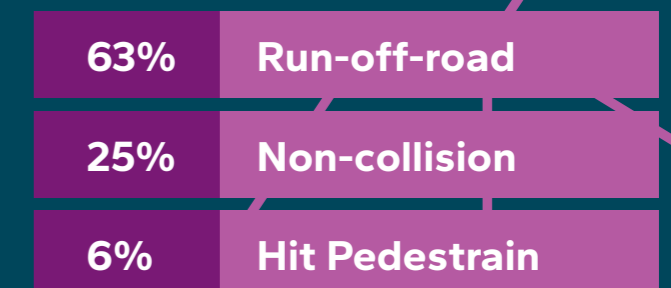 63% Run-off-road
25% Non-collision
6% Hit Pedestrain